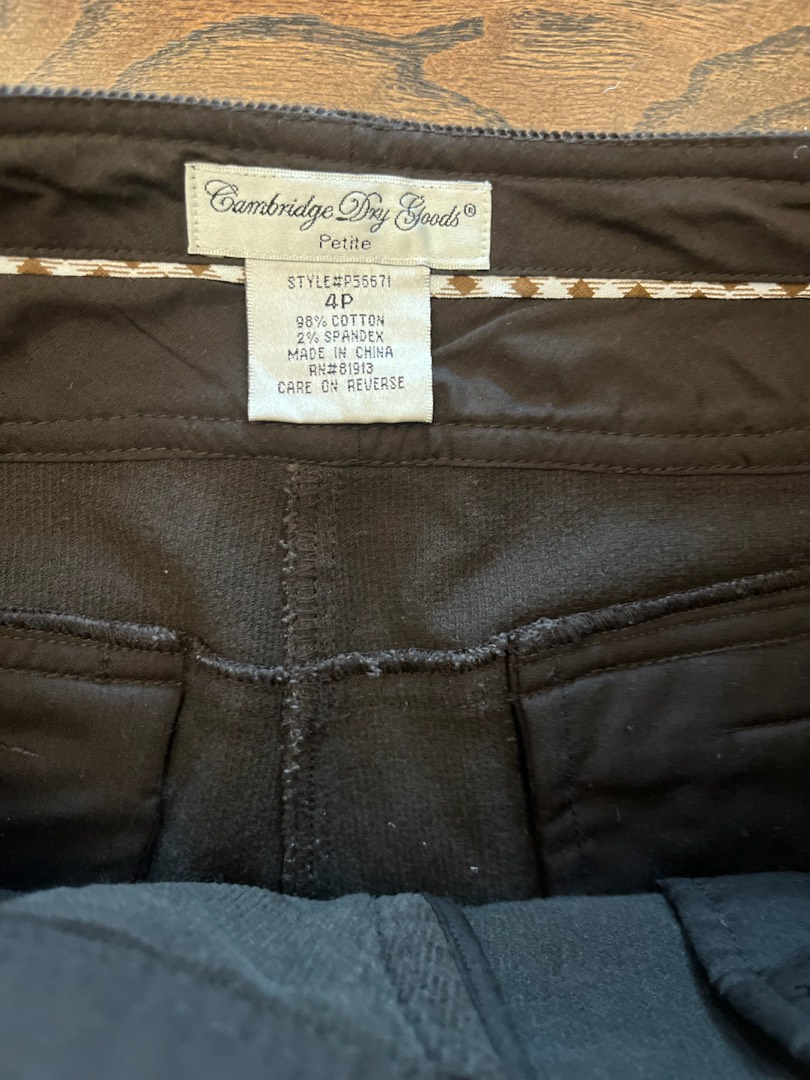 Cambridge Dry Goods®
Petite
STYLE#P55671
4P
98% COTTON
2% SPANDEX
MADE IN CHINA
RN#81913
CARE ON REVERSE